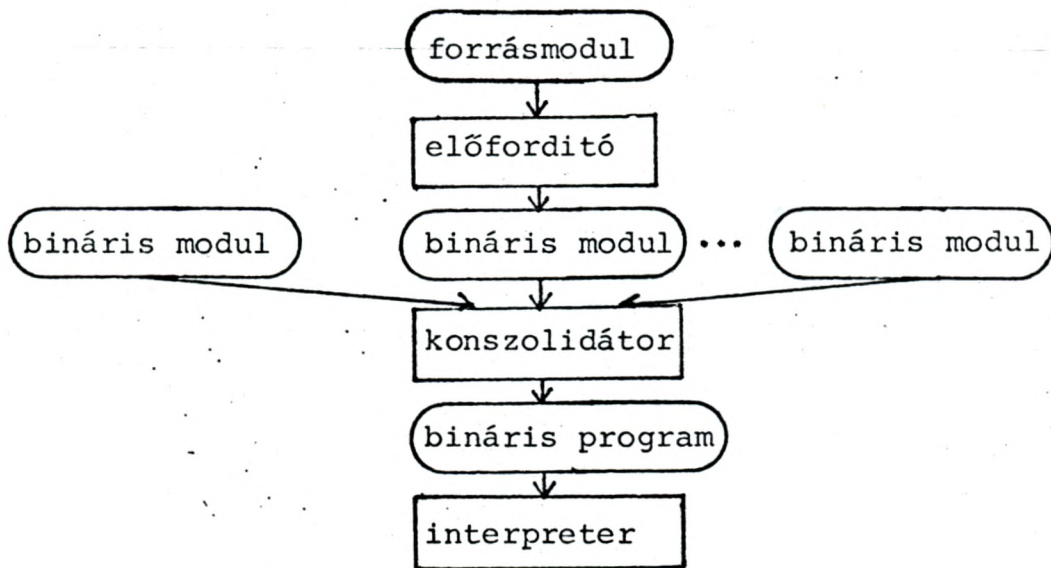 forrásmodul
előforditó
bináris modul
bináris modul
...
bináris modul
konszolidátor
bináris program
interpreter